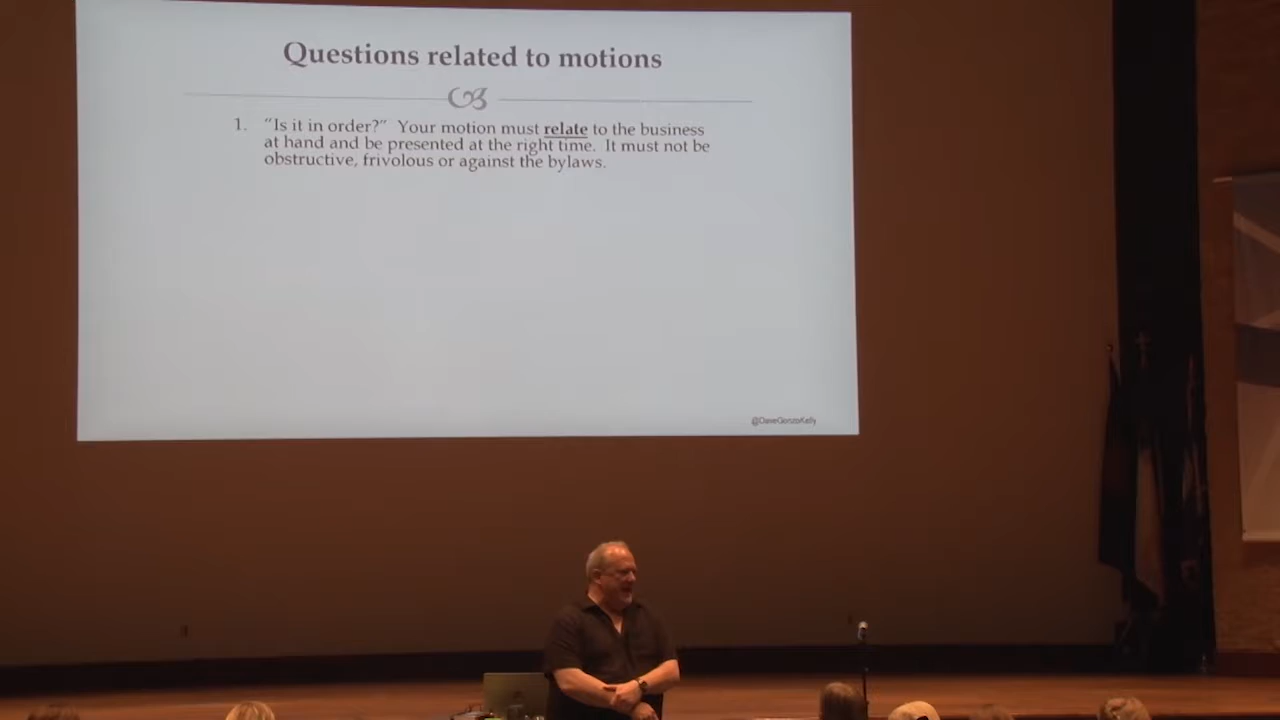 Questions related to motions
1. "Is it in order?" Your motion must relate to the business
at hand and be presented at the right time. It must not be
obstructive, frivolous or against the bylaws.
@DaveGonzoKelly